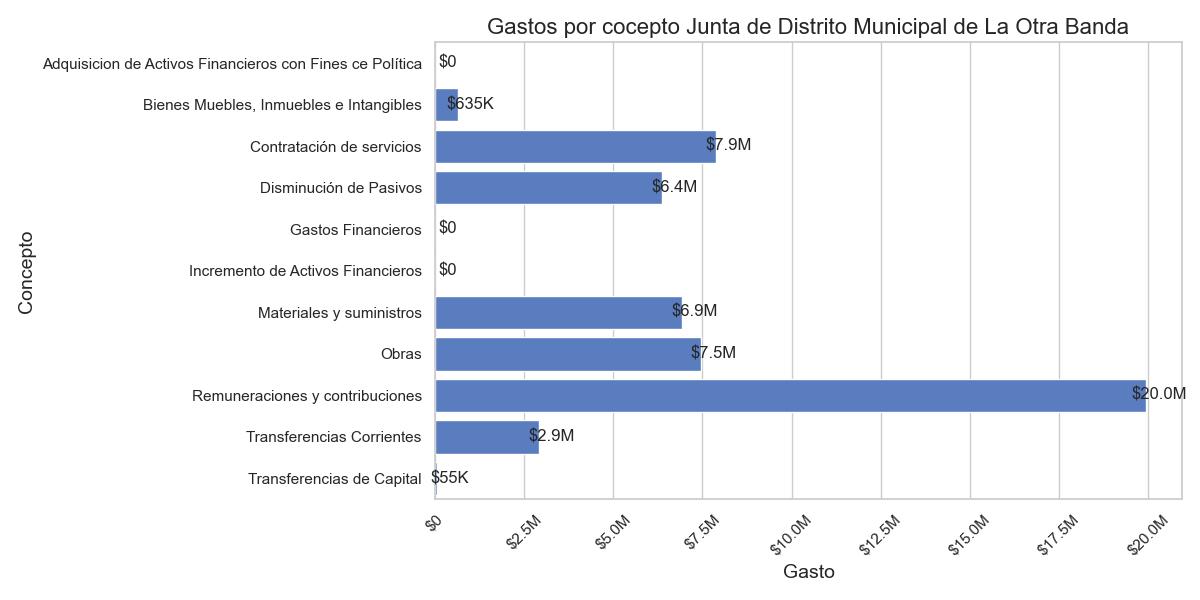 Gastos por cocepto Junta de Distrito Municipal de La Otra Banda
Concepto
Adquisicion de Activos Financieros con Fines ce Política $0
Bienes Muebles, Inmuebles e Intangibles $635K
Contratación de servicios $7.9M
Disminución de Pasivos $6.4M
Gastos Financieros $0
Incremento de Activos Financieros $0
Materiales y suministros $6.9M
Obras $7.5M
Remuneraciones y contribuciones $20.0M
Transferencias Corrientes $2.9M
Transferencias de Capital $55K
$0 $2.5M $5.0M $7.5M $10.0M $12.5M $15.0M $17.5M $20.0M
Gasto